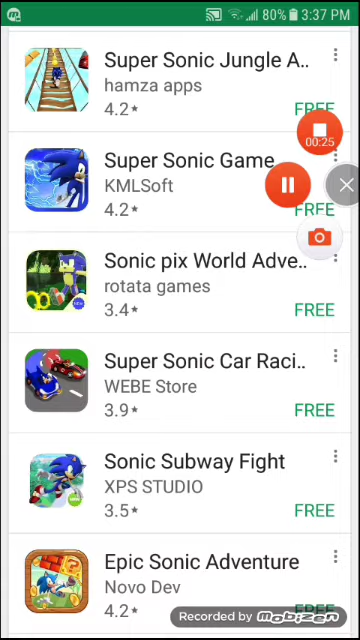 80% 3:37 PM
Super Sonic Jungle A..
hamza apps
4.2★ FREE
00:25
Super Sonic Game
KMLSoft
4.2★ FREE
Sonic pix World Adve..
rotata games
3.4★ FREE
Super Sonic Car Raci..
WEBE Store
3.9★ FREE
Sonic Subway Fight
XPS STUDIO
3.5★ FREE
Epic Sonic Adventure
Novo Dev
4.2★
Recorded by Mobizen